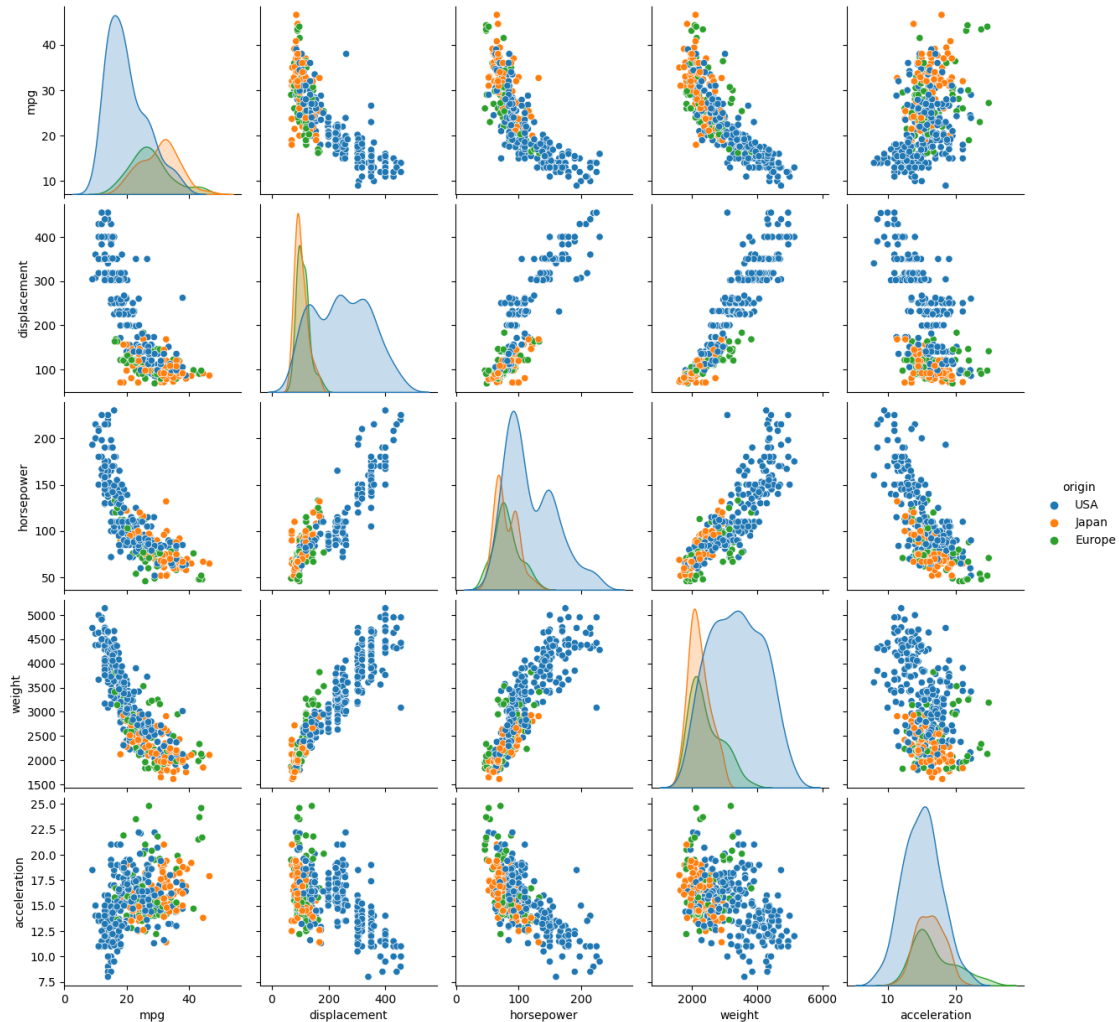 40
30
20
10
mpg
400
300
200
100
displacement
200
150
100
50
horsepower
5000
4500
4000
3500
3000
2500
2000
1500
weight
25.0
22.5
20.0
17.5
15.0
12.5
10.0
7.5
acceleration
0 20 40
mpg
0 200 400
displacement
0 100 200
horsepower
2000 4000 6000
weight
10 20
acceleration
origin
USA
Japan
Europe